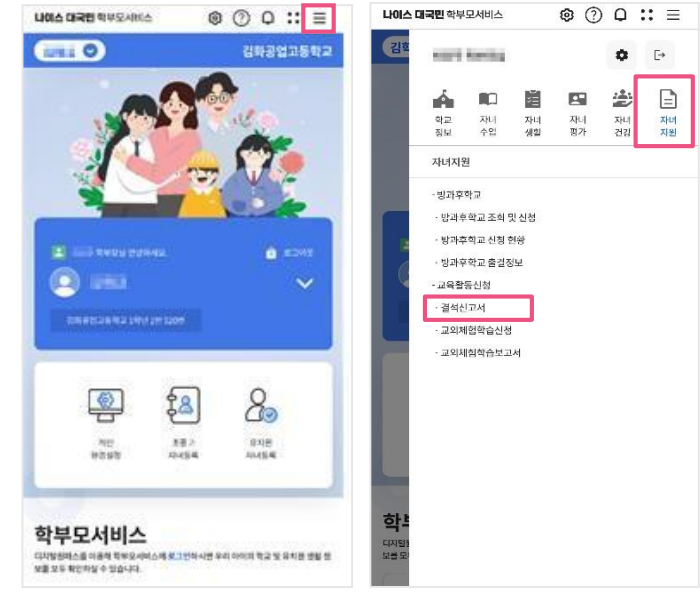 나이스 대국민 학부모서비스
김화공업고등학교
학부모님 안녕하세요.
로그아웃
김화공업고등학교 1학년 2반
개인
환경설정
초중고
자녀등록
유치원
자녀등록
학부모서비스
디지털원패스를 이용해 학부모서비스에 로그인하시면 우리 아이의 학교 및 유치원 생활 정
보를 모두 확인하실 수 있습니다.
나이스 대국민 학부모서비스
김화
학교
정보
자녀
수업
자녀
생활
자녀
평가
자녀
건강
자녀
지원
자녀지원
- 방과후학교
· 방과후학교 조회 및 신청
· 방과후학교 신청 현황
· 방과후학교 출결정보
- 교육활동신청
· 결석신고서
· 교외체험학습신청
· 교외체험학습보고서
학부
디지털원
보를 모두